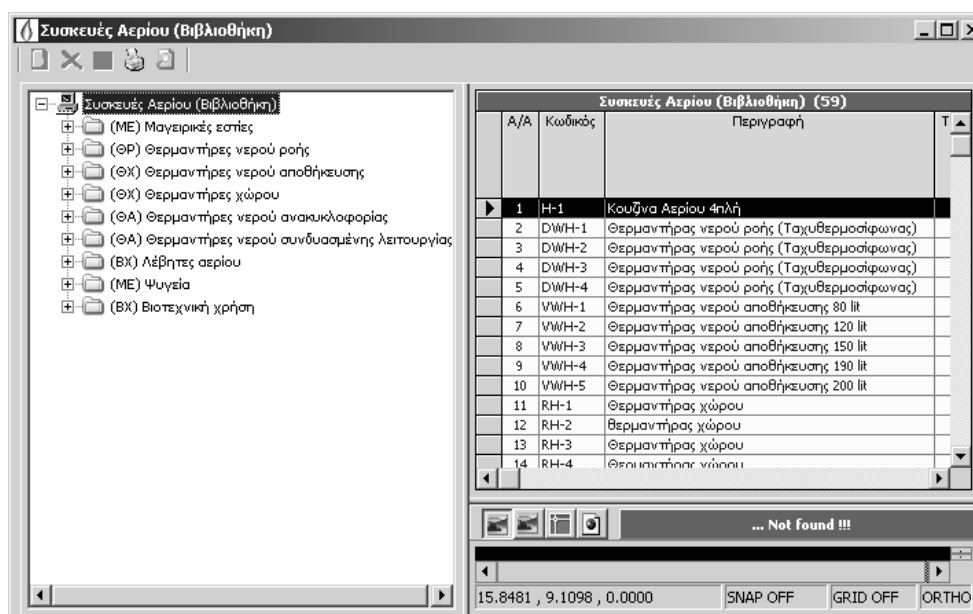 Συσκευές Αερίου (Βιβλιοθήκη)
Συσκευές Αερίου (Βιβλιοθήκη)
(ΜΕ) Μαγειρικές εστίες
(ΘΡ) Θερμαντήρες νερού ροής
(ΘΧ) Θερμαντήρες νερού αποθήκευσης
(ΘΧ) Θερμαντήρες χώρου
(ΘΑ) Θερμαντήρες νερού ανακυκλοφορίας
(ΘΑ) Θερμαντήρες νερού συνδυασμένης λειτουργίας
(ΒΧ) Λέβητες αερίου
(ΜΕ) Ψυγεία
(ΒΧ) Βιοτεχνική χρήση
Συσκευές Αερίου (Βιβλιοθήκη) (59)
Α/Α Κωδικός Περιγραφή Τ
1 H-1 Κουζίνα Αερίου 4πλή
2 DWH-1 Θερμαντήρας νερού ροής (Ταχυθερμοσίφωνας)
3 DWH-2 Θερμαντήρας νερού ροής (Ταχυθερμοσίφωνας)
4 DWH-3 Θερμαντήρας νερού ροής (Ταχυθερμοσίφωνας)
5 DWH-4 Θερμαντήρας νερού ροής (Ταχυθερμοσίφωνας)
6 VWH-1 Θερμαντήρας νερού αποθήκευσης 80 lit
7 VWH-2 Θερμαντήρας νερού αποθήκευσης 120 lit
8 VWH-3 Θερμαντήρας νερού αποθήκευσης 150 lit
9 VWH-4 Θερμαντήρας νερού αποθήκευσης 190 lit
10 VWH-5 Θερμαντήρας νερού αποθήκευσης 200 lit
11 RH-1 Θερμαντήρας χώρου
12 RH-2 θερμαντήρας χώρου
13 RH-3 Θερμαντήρας χώρου
14 RH-4 Θερμαντήρας χώρου
... Not found !!!
15.8481 , 9.1098 , 0.0000 SNAP OFF GRID OFF ORTHO